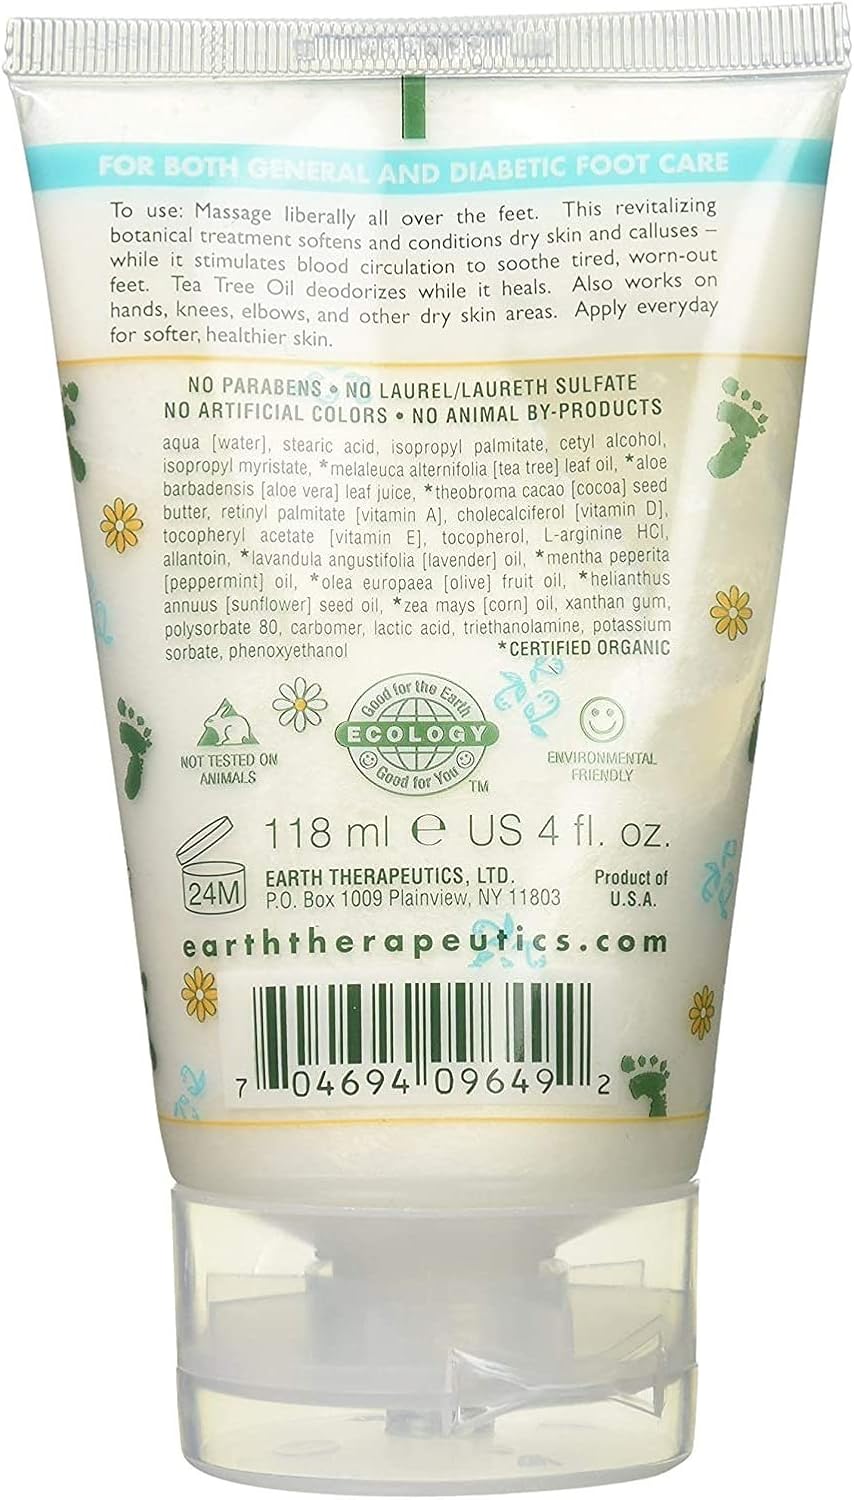 FOR BOTH GENERAL AND DIABETIC FOOT CARE
To use: Massage liberally all over the feet. This revitalizing
botanical treatment softens and conditions dry skin and calluses –
while it stimulates blood circulation to soothe tired, worn-out
feet. Tea Tree Oil deodorizes while it heals. Also works on
hands, knees, elbows, and other dry skin areas. Apply everyday
for softer, healthier skin.
NO PARABENS • NO LAUREL/LAURETH SULFATE
NO ARTIFICIAL COLORS • NO ANIMAL BY-PRODUCTS
aqua [water], stearic acid, isopropyl palmitate, cetyl alcohol,
isopropyl myristate, *melaleuca alternifolia [tea tree] leaf oil, *aloe
barbadensis [aloe vera] leaf juice, *theobroma cacao [cocoa] seed
butter, retinyl palmitate [vitamin A], cholecalciferol [vitamin D],
tocopheryl acetate [vitamin E], tocopherol, L-arginine HCl,
allantoin, *lavandula angustifolia [lavender] oil, *mentha peperita
[peppermint] oil, *olea europaea [olive] fruit oil, *helianthus
annuus [sunflower] seed oil, *zea mays [corn] oil, xanthan gum,
polysorbate 80, carbomer, lactic acid, triethanolamine, potassium
sorbate, phenoxyethanol *CERTIFIED ORGANIC
Good for the Earth
ECOLOGY
Good for You
TM
NOT TESTED ON
ANIMALS
ENVIRONMENTAL
FRIENDLY
118 ml e US 4 fl. oz.
24M
EARTH THERAPEUTICS, LTD.
P.O. Box 1009 Plainview, NY 11803
Product of
U.S.A.
earththerapeutics.com
7 04694 09649 2